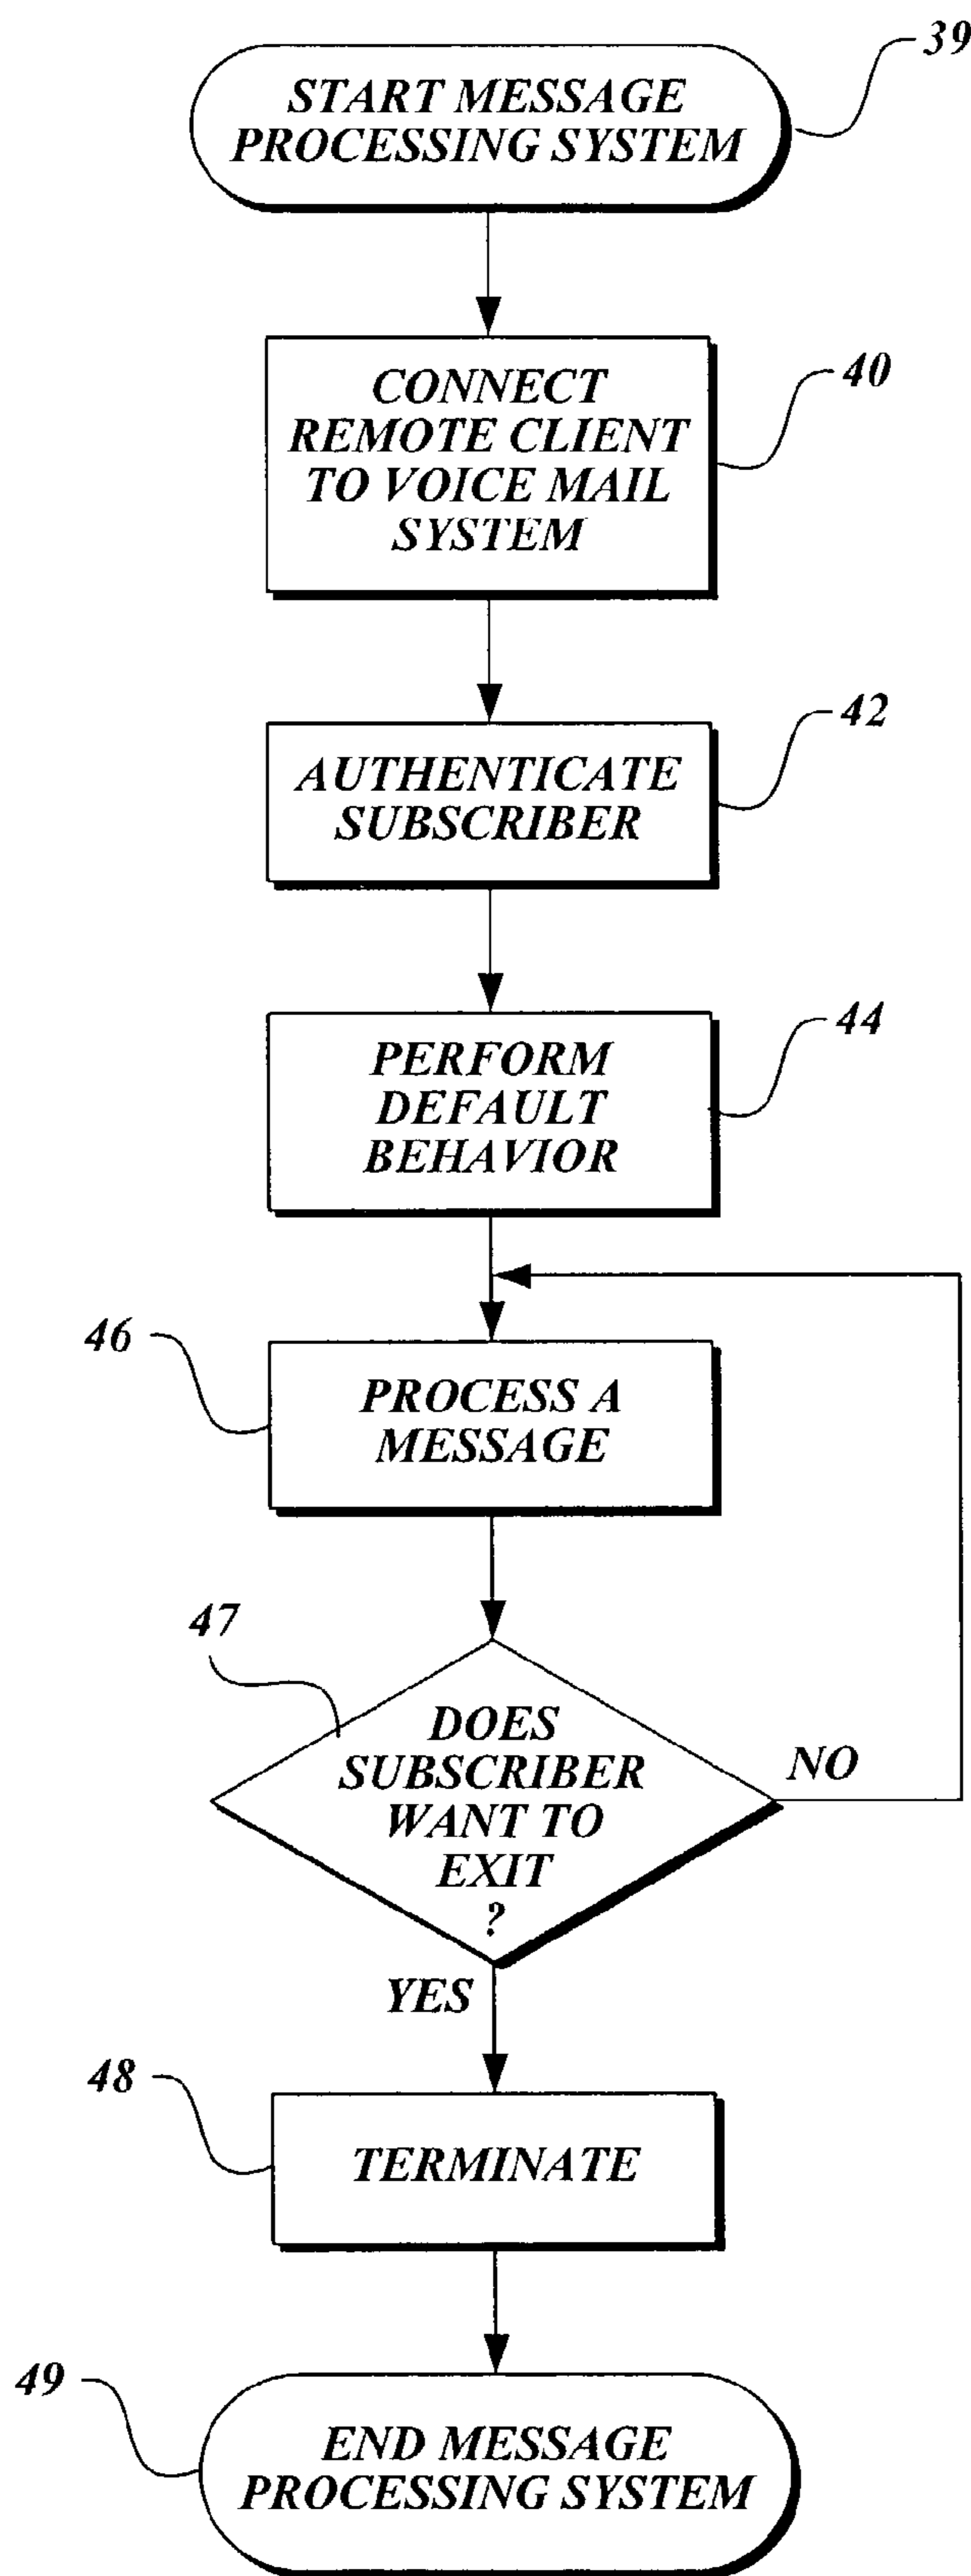 START MESSAGE
PROCESSING SYSTEM
39
CONNECT
REMOTE CLIENT
TO VOICE MAIL
SYSTEM
40
AUTHENTICATE
SUBSCRIBER
42
PERFORM
DEFAULT
BEHAVIOR
44
46
PROCESS A
MESSAGE
47
DOES
SUBSCRIBER
WANT TO
EXIT
?
NO
YES
48
TERMINATE
49
END MESSAGE
PROCESSING SYSTEM